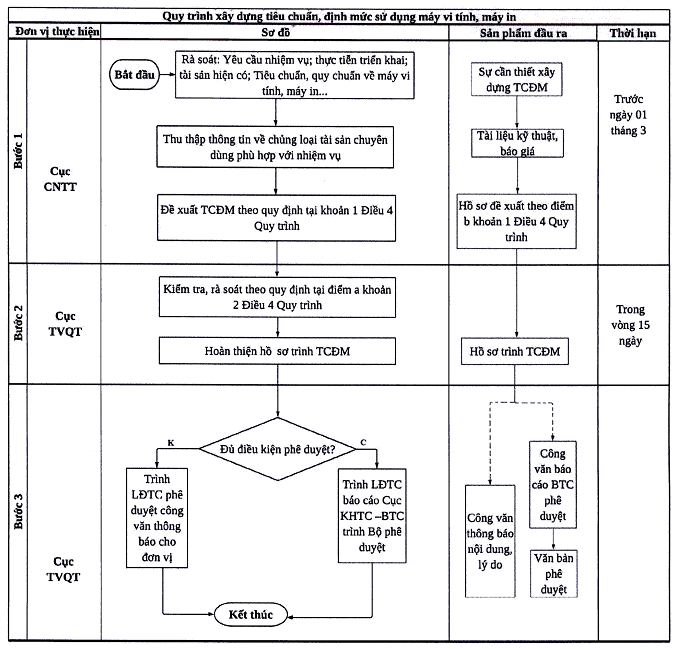 Quy trình xây dựng tiêu chuẩn, định mức sử dụng máy vi tính, máy in
Đơn vị thực hiện
Sơ đồ
Sản phẩm đầu ra
Thời hạn
Bước 1
Cục
CNTT
Bắt đầu
Rà soát: Yêu cầu nhiệm vụ; thực tiễn triển khai;
tài sản hiện có; Tiêu chuẩn, quy chuẩn về máy vi
tính, máy in...
Thu thập thông tin về chủng loại tài sản chuyên
dùng phù hợp với nhiệm vụ
Đề xuất TCĐM theo quy định tại khoản 1 Điều 4
Quy trình
Sự cần thiết xây
dựng TCĐM
Tài liệu kỹ thuật,
báo giá
Hồ sơ đề xuất theo điểm
b khoản 1 Điều 4 Quy
trình
Trước
ngày 01
tháng 3
Bước 2
Cục
TVQT
Kiểm tra, rà soát theo quy định tại điểm a khoản
2 Điều 4 Quy trình
Hoàn thiện hồ sơ trình TCĐM
Hồ sơ trình TCĐM
Trong
vòng 15
ngày
Bước 3
Cục
TVQT
Đủ điều kiện phê duyệt?
K
C
Trình
LĐTC phê
duyệt công
văn thông
báo cho
đơn vị
Trình LĐTC
báo cáo Cục
KHTC –BTC
trình Bộ phê
duyệt
Kết thúc
Công văn
thông báo
nội dung,
lý do
Công
văn báo
cáo BTC
phê
duyệt
Văn bản
phê
duyệt